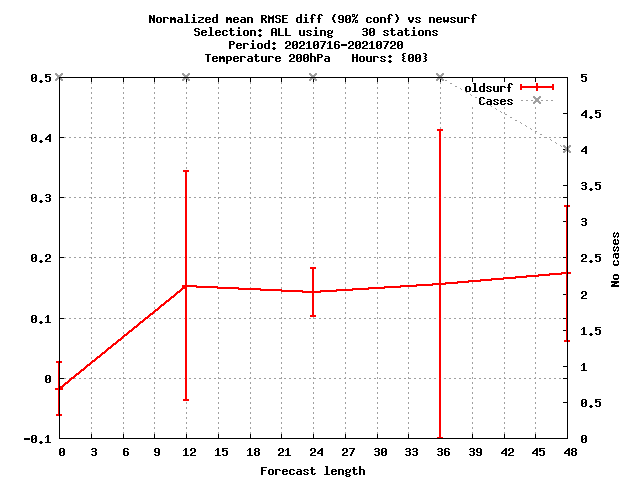 Normalized mean RMSE diff (90% conf) vs newsurf
Selection: ALL using    30 stations
Period: 20210716-20210720
Temperature 200hPa   Hours: {00}
0.5
0.4
0.3
0.2
0.1
0
-0.1
oldsurf
Cases
5
4.5
4
3.5
3
2.5
2
1.5
1
0.5
0
No cases
0 3 6 9 12 15 18 21 24 27 30 33 36 39 42 45 48
Forecast length